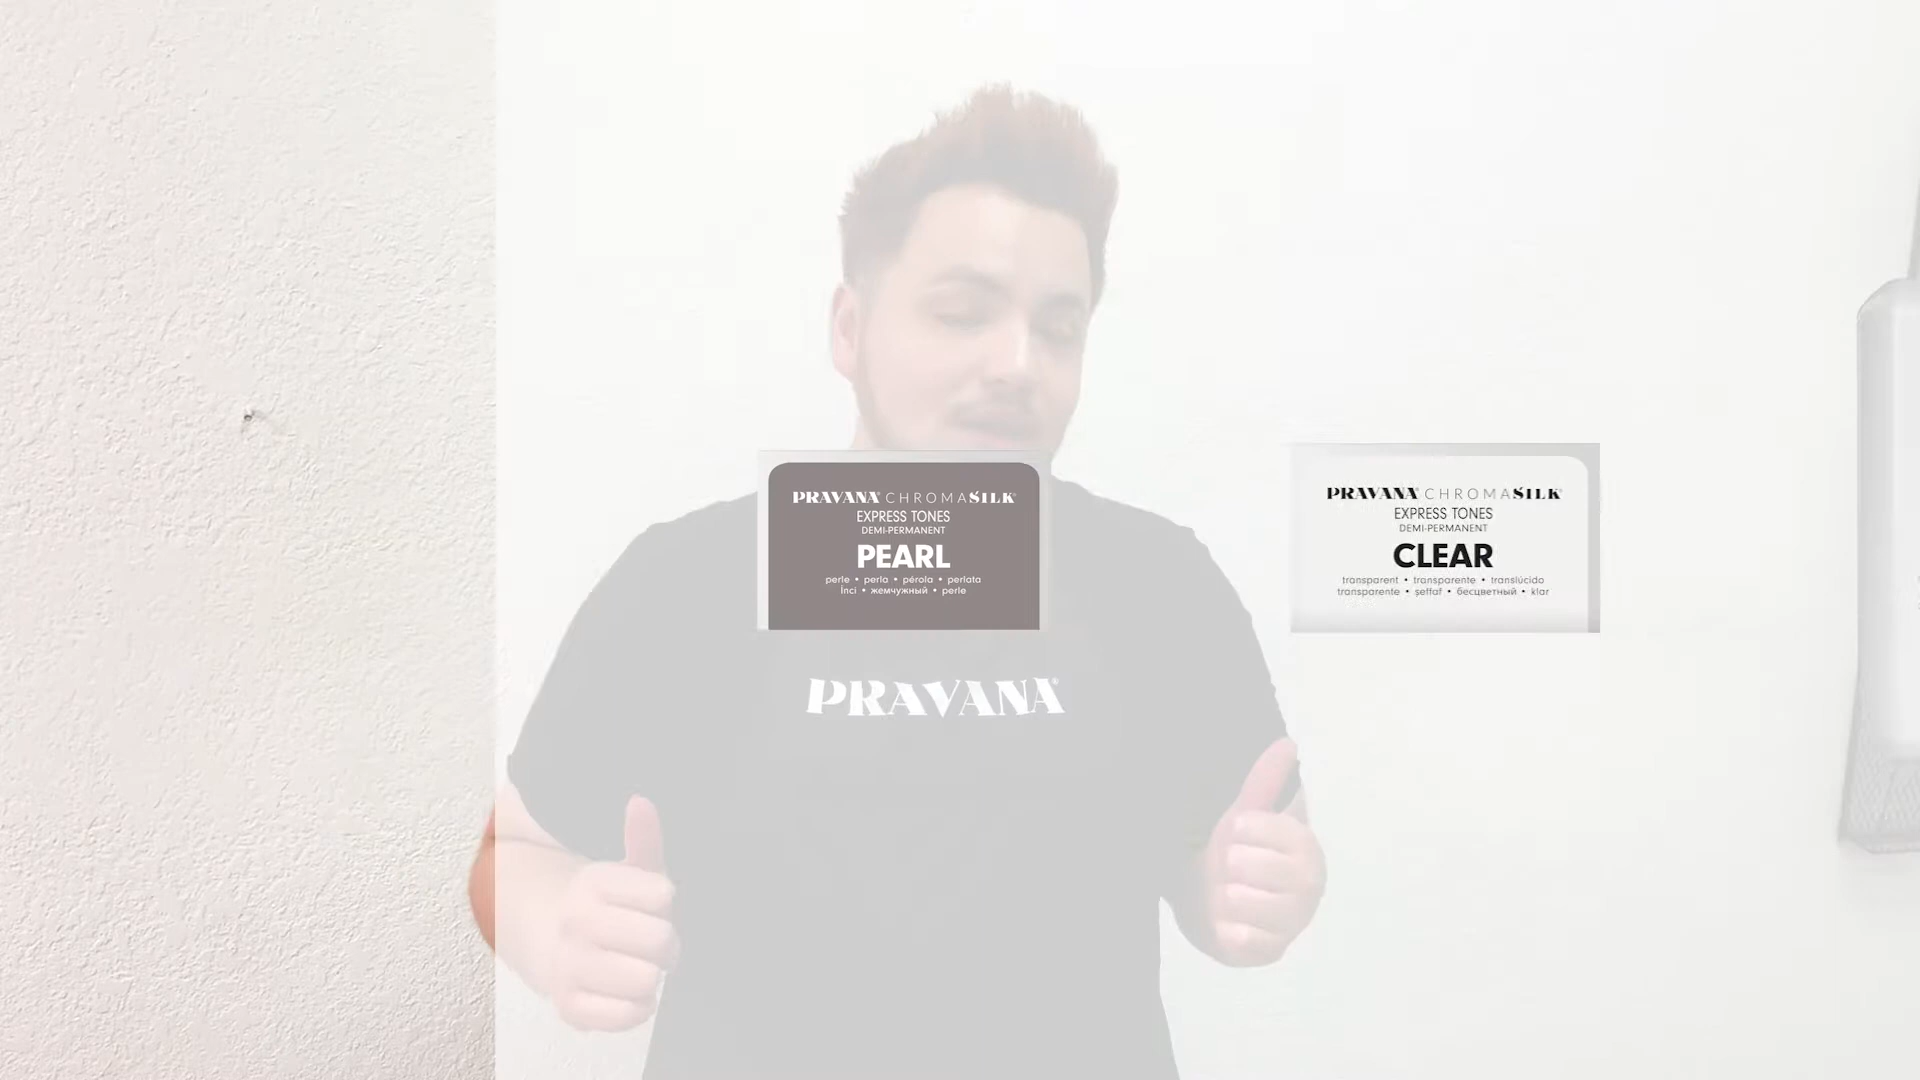 PRAVANA® CHROMASILK®
EXPRESS TONES
DEMI-PERMANENT
PEARL
perle • perla • pérola • perlata
İnci • жемчужный • perle
PRAVANA® CHROMASILK®
EXPRESS TONES
DEMI-PERMANENT
CLEAR
transparent • transparente • translúcido
transparente • şeffaf • бесцветный • klar
PRAVANA®